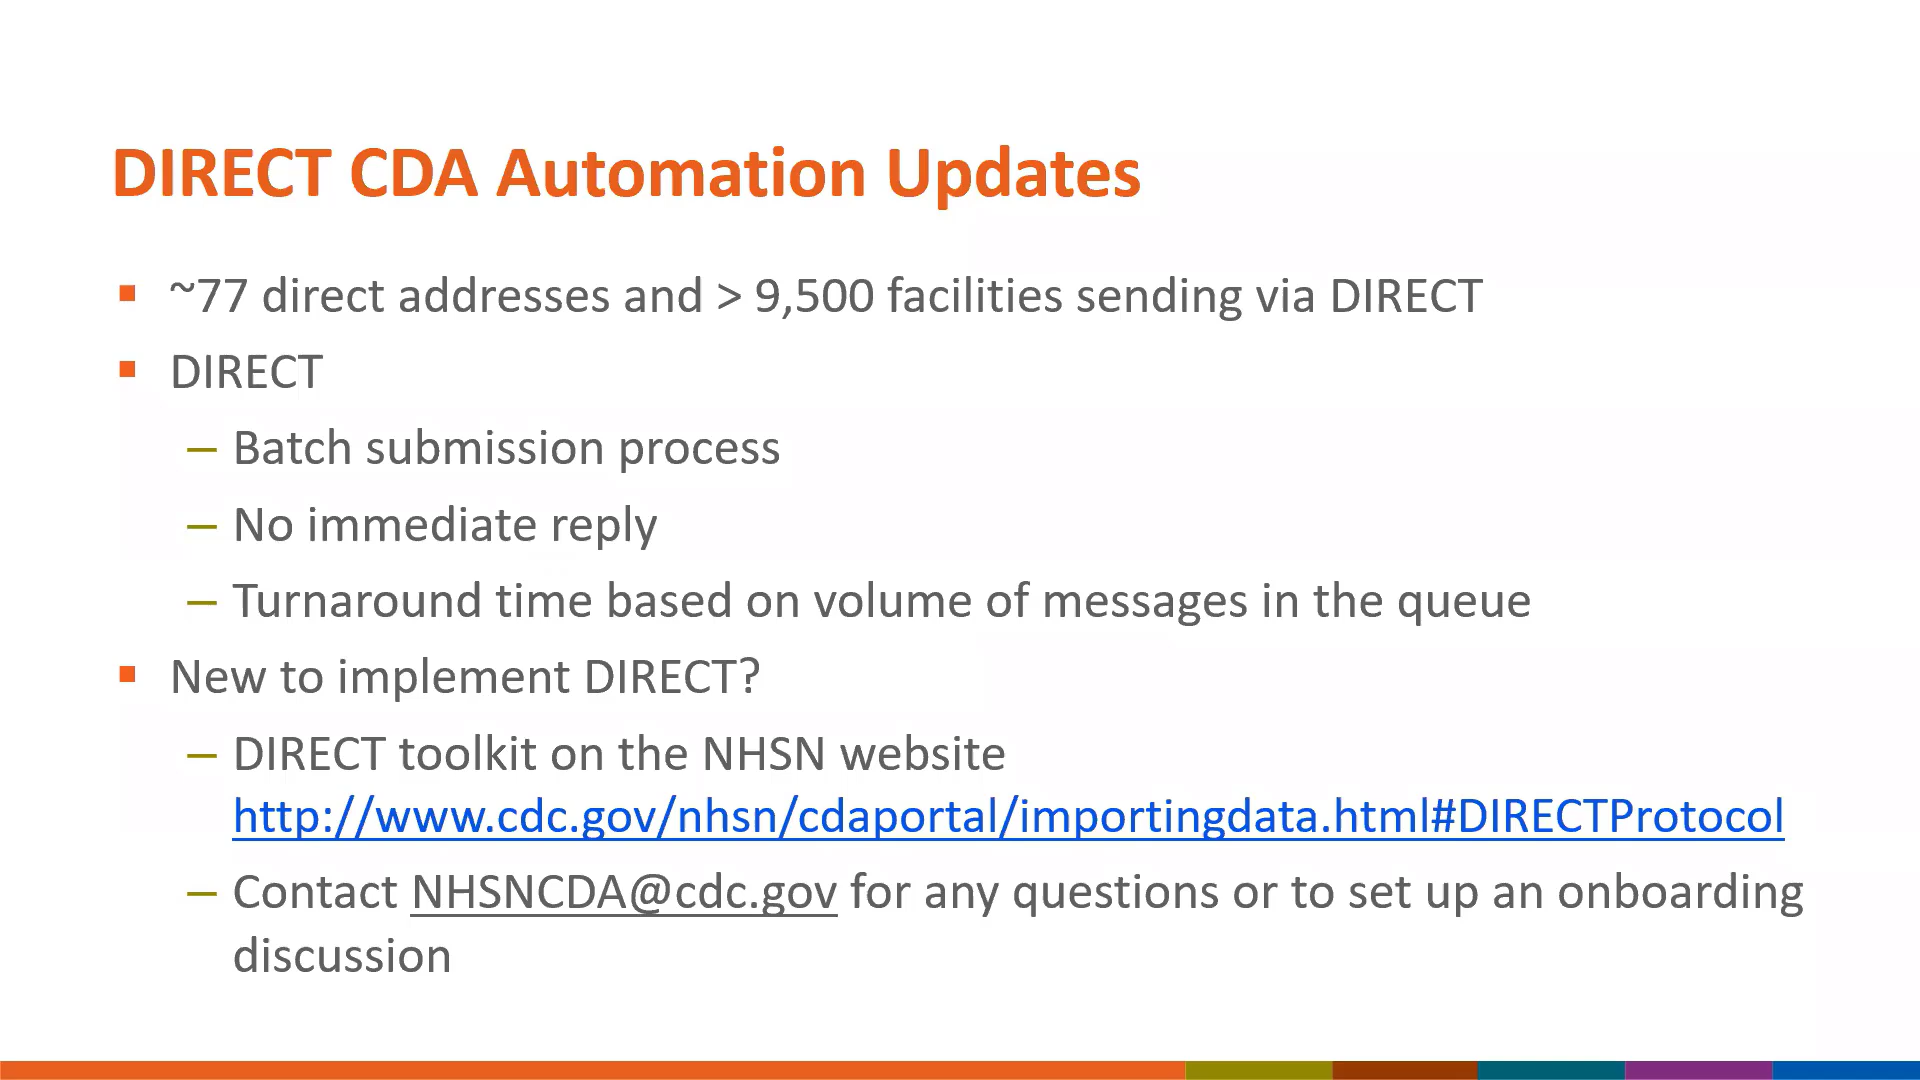 DIRECT CDA Automation Updates
▪ ~77 direct addresses and > 9,500 facilities sending via DIRECT
▪ DIRECT
– Batch submission process
– No immediate reply
– Turnaround time based on volume of messages in the queue
▪ New to implement DIRECT?
– DIRECT toolkit on the NHSN website
http://www.cdc.gov/nhsn/cdaportal/importingdata.html#DIRECTProtocol
– Contact NHSNCDA@cdc.gov for any questions or to set up an onboarding
discussion